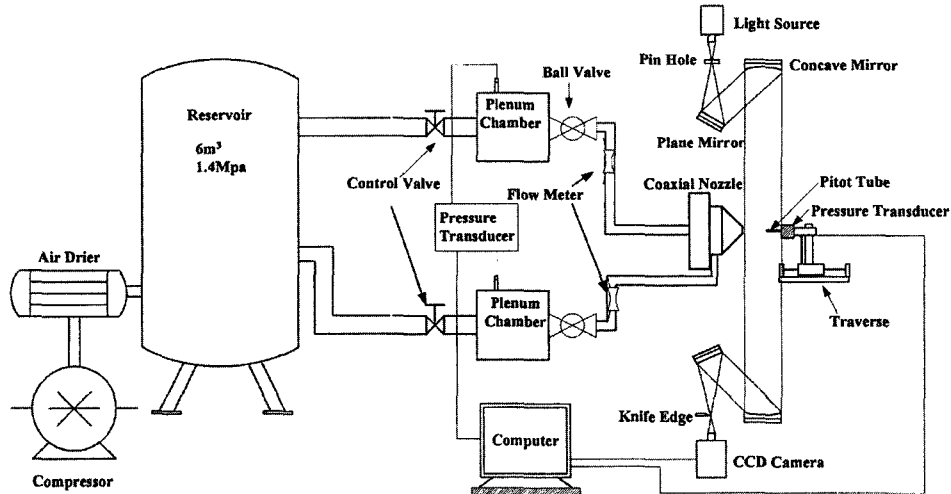 Light Source
Pin Hole
Concave Mirror
Ball Valve
Plenum
Chamber
Reservoir
6m³
1.4Mpa
Plane Mirror
Control Valve
Flow Meter
Coaxial Nozzle
Pitot Tube
Pressure Transducer
Pressure
Transducer
Air Drier
Plenum
Chamber
Traverse
Knife Edge
Computer
CCD Camera
Compressor